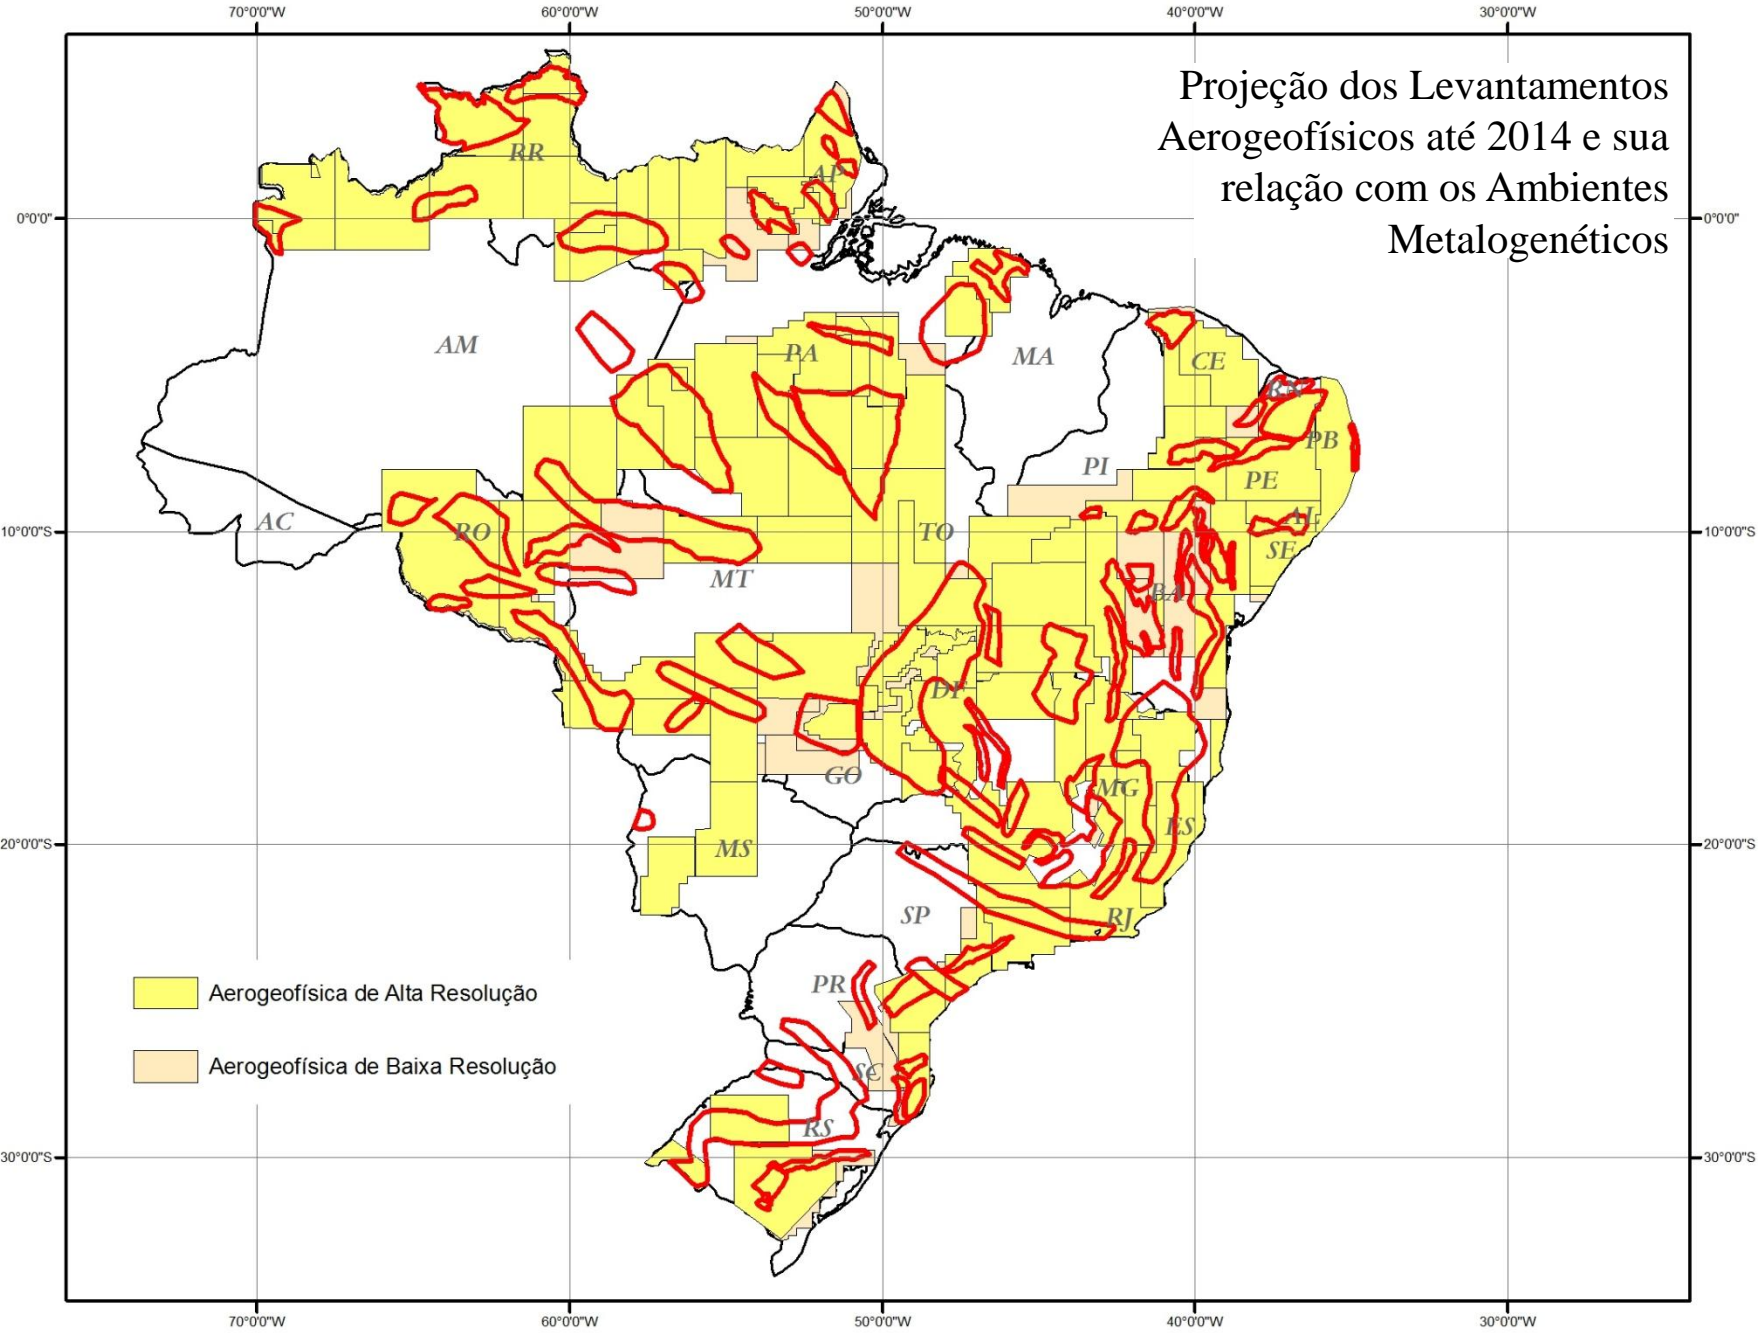 70°0'0"W 60°0'0"W 50°0'0"W 40°0'0"W 30°0'0"W
Projeção dos Levantamentos
Aerogeofísicos até 2014 e sua
relação com os Ambientes
Metalogenéticos
RR
AP
0°0'0" 0°0'0"
AM
PA
MA
CE
RN
PB
PI
PE
AC
RO
TO
AL
10°0'0"S 10°0'0"S
SE
MT
BA
DF
GO
MG
ES
20°0'0"S 20°0'0"S
MS
SP
RJ
PR
Aerogeofísica de Alta Resolução
Aerogeofísica de Baixa Resolução
SC
RS
30°0'0"S 30°0'0"S
70°0'0"W 60°0'0"W 50°0'0"W 40°0'0"W 30°0'0"W